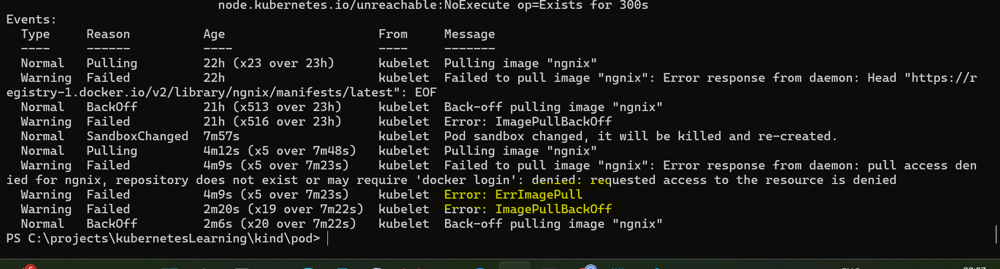 node.kubernetes.io/unreachable:NoExecute op=Exists for 300s
Events:
Type Reason Age From Message
---- ------ ---- ---- -------
Normal Pulling 22h (x23 over 23h) kubelet Pulling image "ngnix"
Warning Failed 22h kubelet Failed to pull image "ngnix": Error response from daemon: Head "https://r
egistry-1.docker.io/v2/library/ngnix/manifests/latest": EOF
Normal BackOff 21h (x513 over 23h) kubelet Back-off pulling image "ngnix"
Warning Failed 21h (x516 over 23h) kubelet Error: ImagePullBackOff
Normal SandboxChanged 7m57s kubelet Pod sandbox changed, it will be killed and re-created.
Normal Pulling 4m12s (x5 over 7m48s) kubelet Pulling image "ngnix"
Warning Failed 4m9s (x5 over 7m23s) kubelet Failed to pull image "ngnix": Error response from daemon: pull access den
ied for ngnix, repository does not exist or may require 'docker login': denied: requested access to the resource is denied
Warning Failed 4m9s (x5 over 7m23s) kubelet Error: ErrImagePull
Warning Failed 2m20s (x19 over 7m22s) kubelet Error: ImagePullBackOff
Normal BackOff 2m6s (x20 over 7m22s) kubelet Back-off pulling image "ngnix"
PS C:\projects\kubernetesLearning\kind\pod>